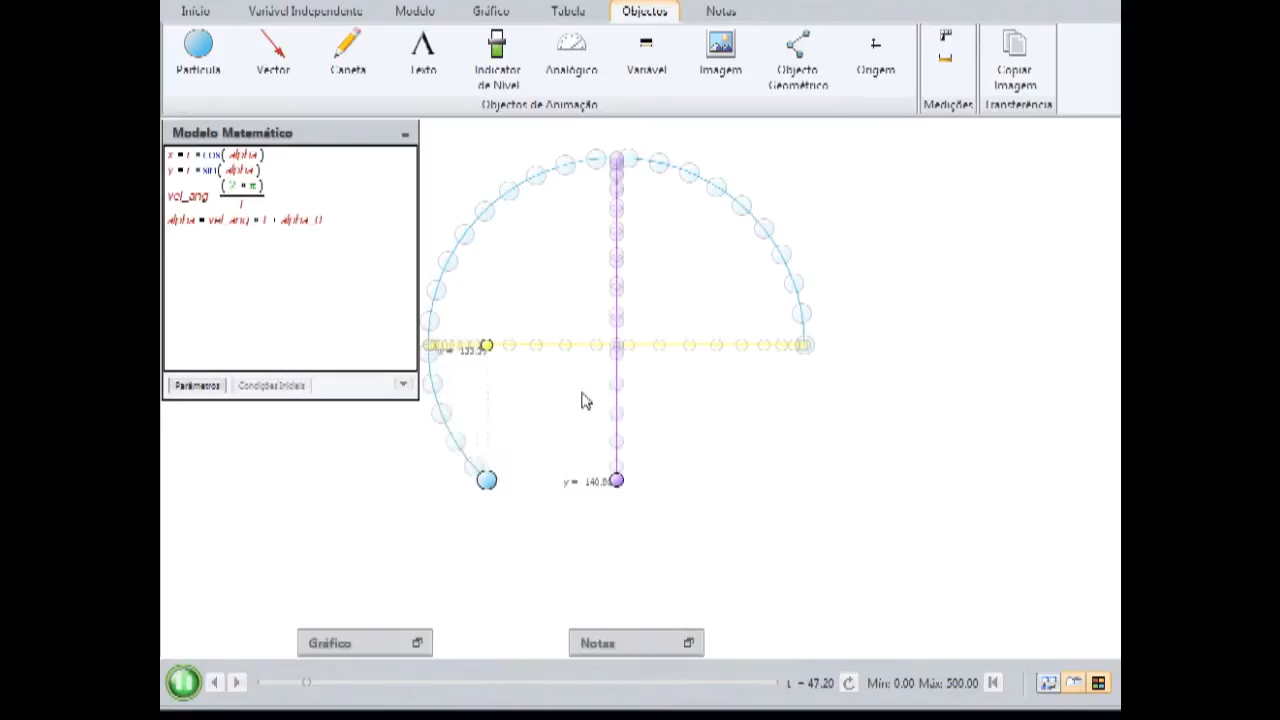 Início Variável Independente Modelo Gráfico Tabela Objectos Notas
Partícula Vector Caneta Texto Indicator de Nível Analógico Variável Imagem Objecto Geométrico Origem Copiar Imagem
Objectos de Animação Medições Transferência
Modelo Matemático
x = r × cos( alpha )
y = r × sin( alpha )
vel_ang
( 2 × π )
alpha = vel_ang × t + alpha_0
Parâmetros Condições Iniciais
y =
Gráfico Notas
t = 47.20 Min: 0.00 Máx: 500.00